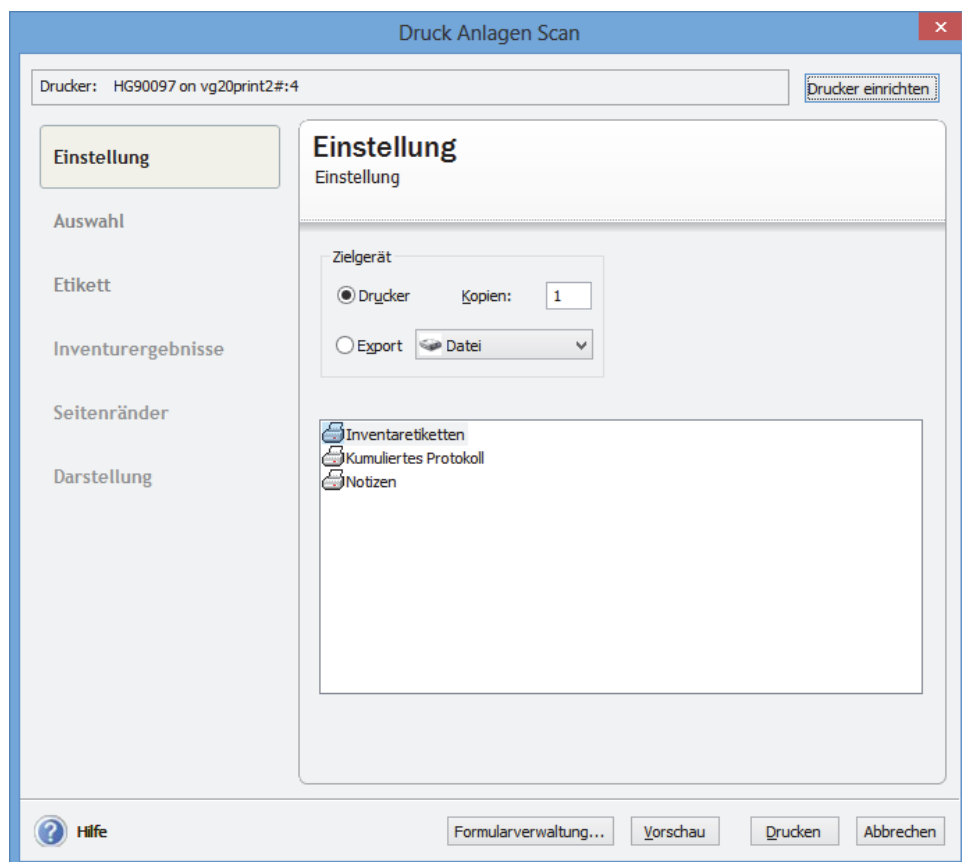 Druck Anlagen Scan
Drucker: HG90097 on vg20print2#:4
Drucker einrichten
Einstellung
Auswahl
Etikett
Inventurergebnisse
Seitenränder
Darstellung
Einstellung
Einstellung
Zielgerät
Drucker Kopien: 1
Export Datei
Inventaretiketten
Kumuliertes Protokoll
Notizen
Hilfe
Formularverwaltung...
Vorschau
Drucken
Abbrechen